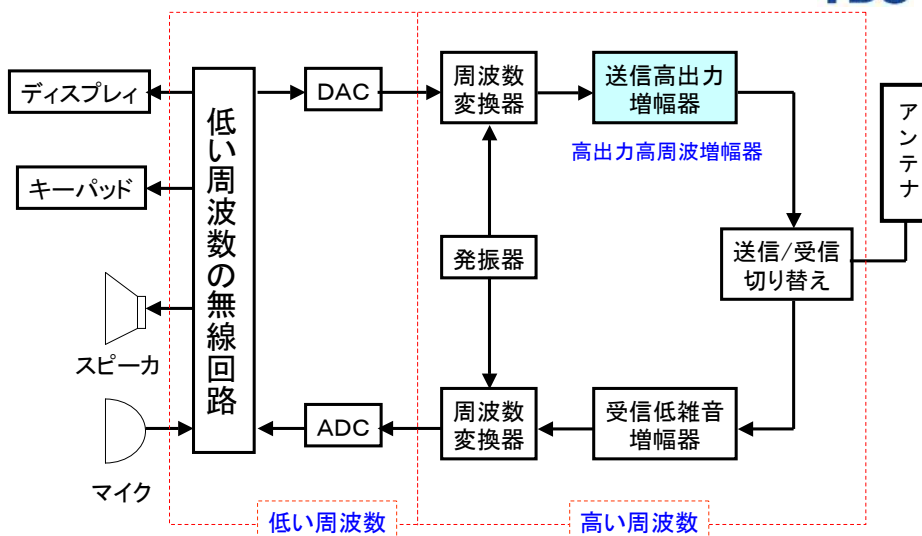 ディスプレィ
キーパッド
スピーカ
マイク
低い周波数の無線回路
DAC
ADC
周波数
変換器
送信高出力
増幅器
高出力高周波増幅器
発振器
送信/受信
切り替え
アンテナ
周波数
変換器
受信低雑音
増幅器
低い周波数
高い周波数